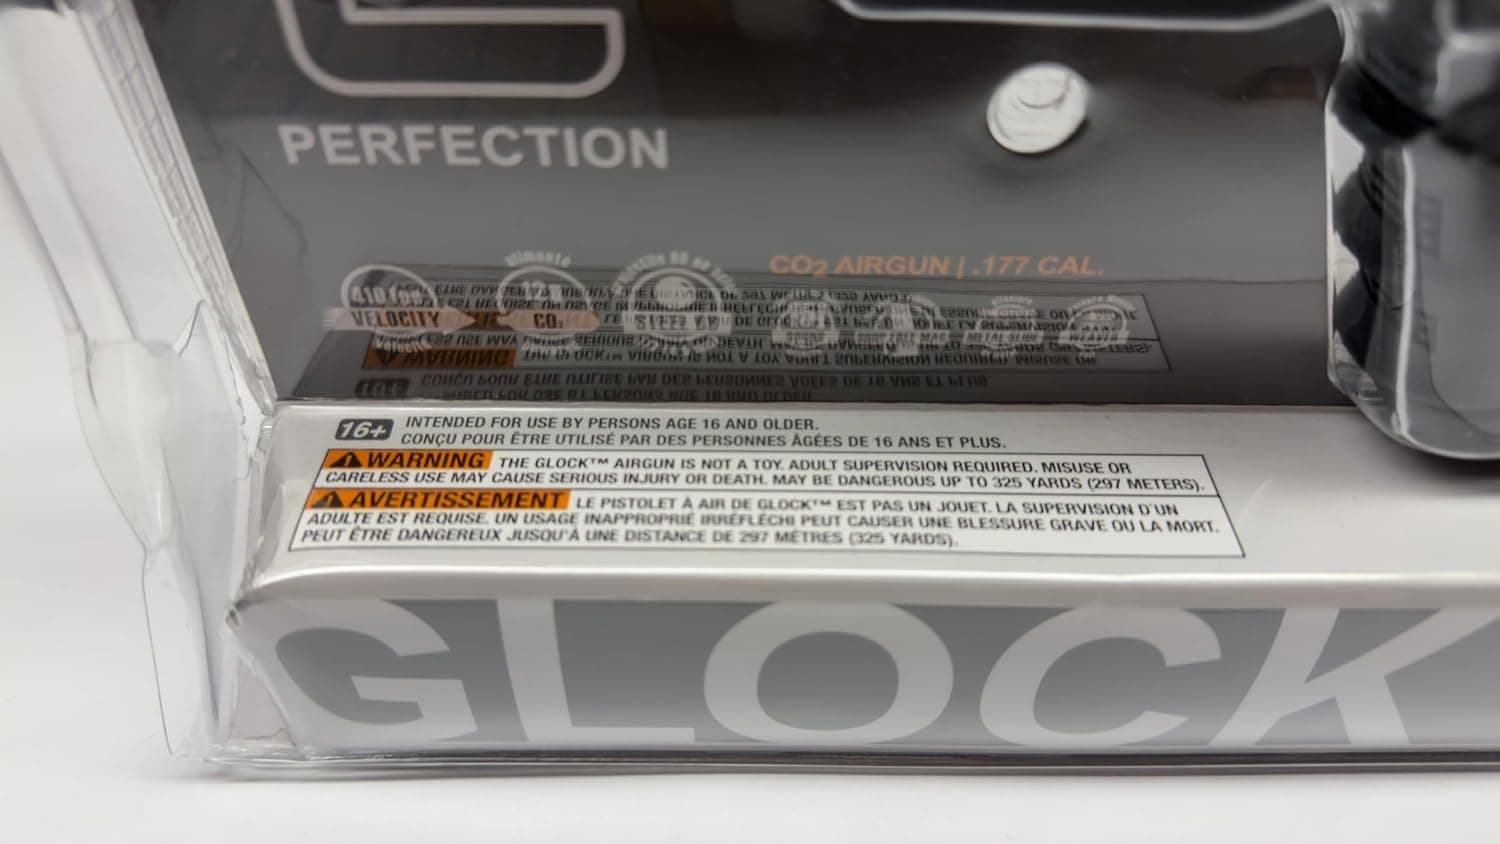 PERFECTION
CO2 AIRGUN | .177 CAL.
VELOCITY
CO2
16+ INTENDED FOR USE BY PERSONS AGE 16 AND OLDER.
CONÇU POUR ÊTRE UTILISÉ PAR DES PERSONNES ÂGÉES DE 16 ANS ET PLUS.
WARNING THE GLOCK™ AIRGUN IS NOT A TOY. ADULT SUPERVISION REQUIRED. MISUSE OR
CARELESS USE MAY CAUSE SERIOUS INJURY OR DEATH. MAY BE DANGEROUS UP TO 325 YARDS (297 METERS).
AVERTISSEMENT LE PISTOLET À AIR DE GLOCK™ EST PAS UN JOUET. LA SUPERVISION D'UN
ADULTE EST REQUISE. UN USAGE INAPPROPRIÉ IRRÉFLÉCHI PEUT CAUSER UNE BLESSURE GRAVE OU LA MORT.
PEUT ÊTRE DANGEREUX JUSQU'À UNE DISTANCE DE 297 MÈTRES (325 YARDS).
GLOCK